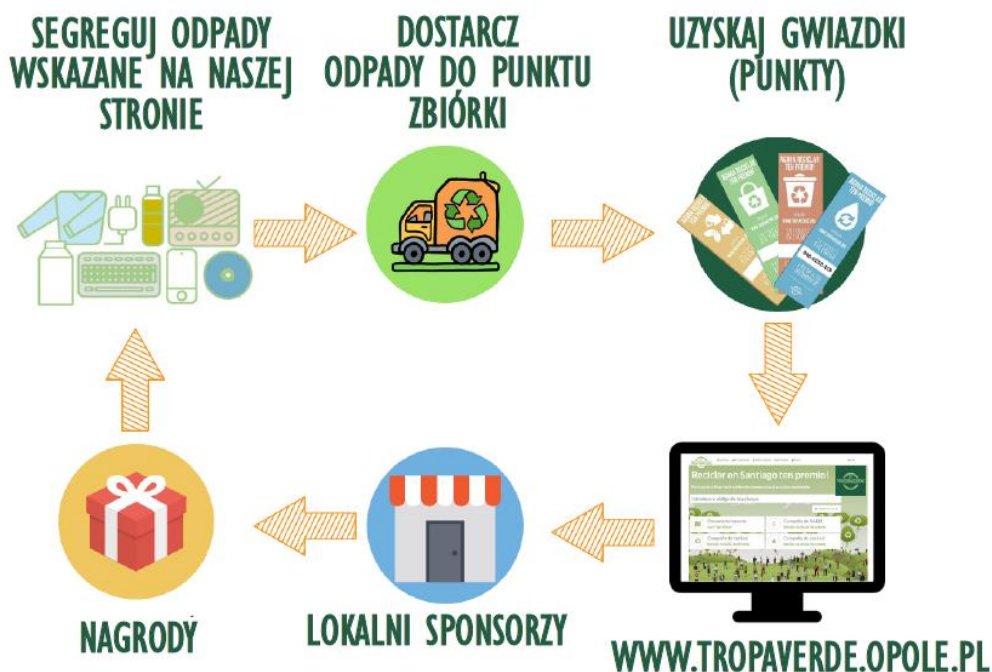 SEGREGUJ ODPADY
WSKAZANE NA NASZEJ
STRONIE
DOSTARCZ
ODPADY DO PUNKTU
ZBIÓRKI
UZYSKAJ GWIAZDKI
(PUNKTY)
Reciclar en Santiago ten premio!
NAGRODY
LOKALNI SPONSORZY
WWW.TROPAVERDE.OPOLE.PL